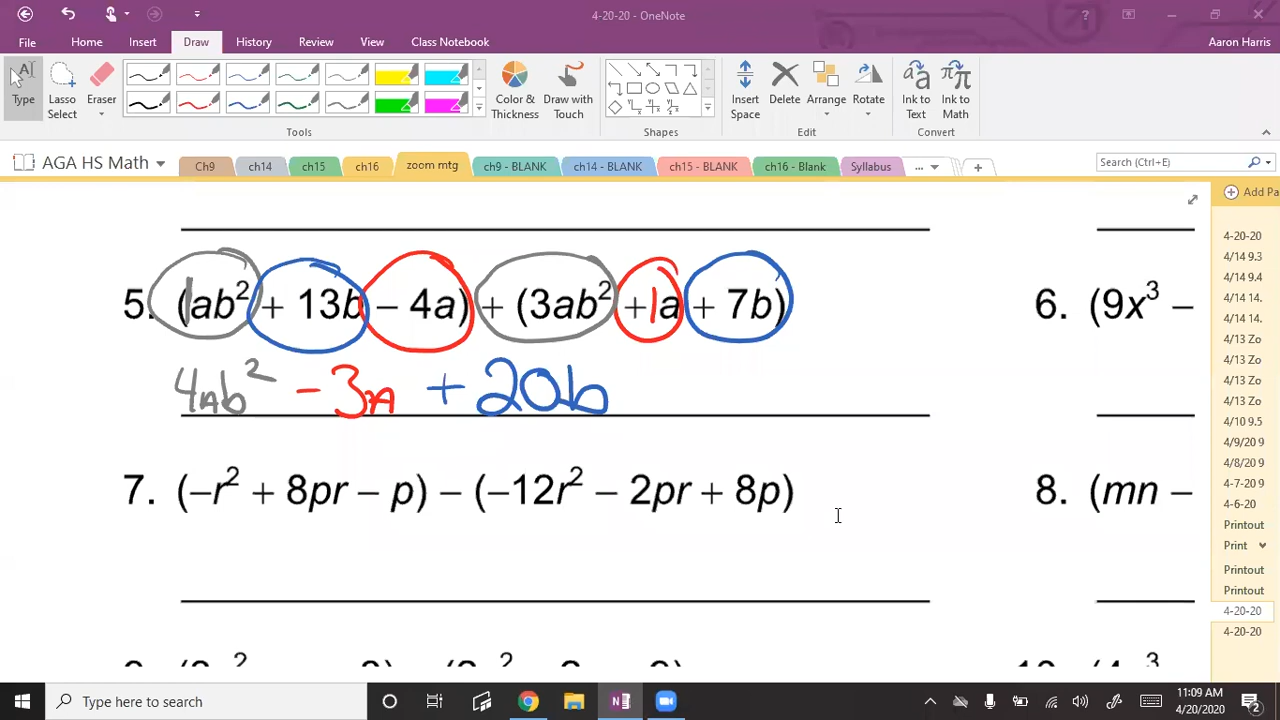 4-20-20 - OneNote
?
Aaron Harris
File Home Insert Draw History Review View Class Notebook
Type
Lasso Select
Eraser
Color & Thickness
Draw with Touch
Insert Space
Delete
Arrange
Rotate
Ink to Text
Ink to Math
Tools
Shapes
Edit
Convert
AGA HS Math
Ch9 ch14 ch15 ch16 zoom mtg ch9 - BLANK ch14 - BLANK ch15 - BLANK ch16 - Blank Syllabus ... +
Search (Ctrl+E)
5. (1ab² + 13b – 4a) + (3ab² + 1a + 7b)
4ab² - 3a + 20b
6. (9x³ –
7. (–r² + 8pr – p) – (–12r² – 2pr + 8p)
8. (mn –
Add Pa
4-20-20
4/14 9.3
4/14 9.4
4/14 14.
4/14 14.
4/13 Zo
4/13 Zo
4/13 Zo
4/13 Zo
4/10 9.5
4/9/20 9
4/8/20 9
4-7-20 9
4-6-20
Printout
Print
Printout
Printout
4-20-20
4-20-20
Type here to search
11:09 AM
4/20/2020
2